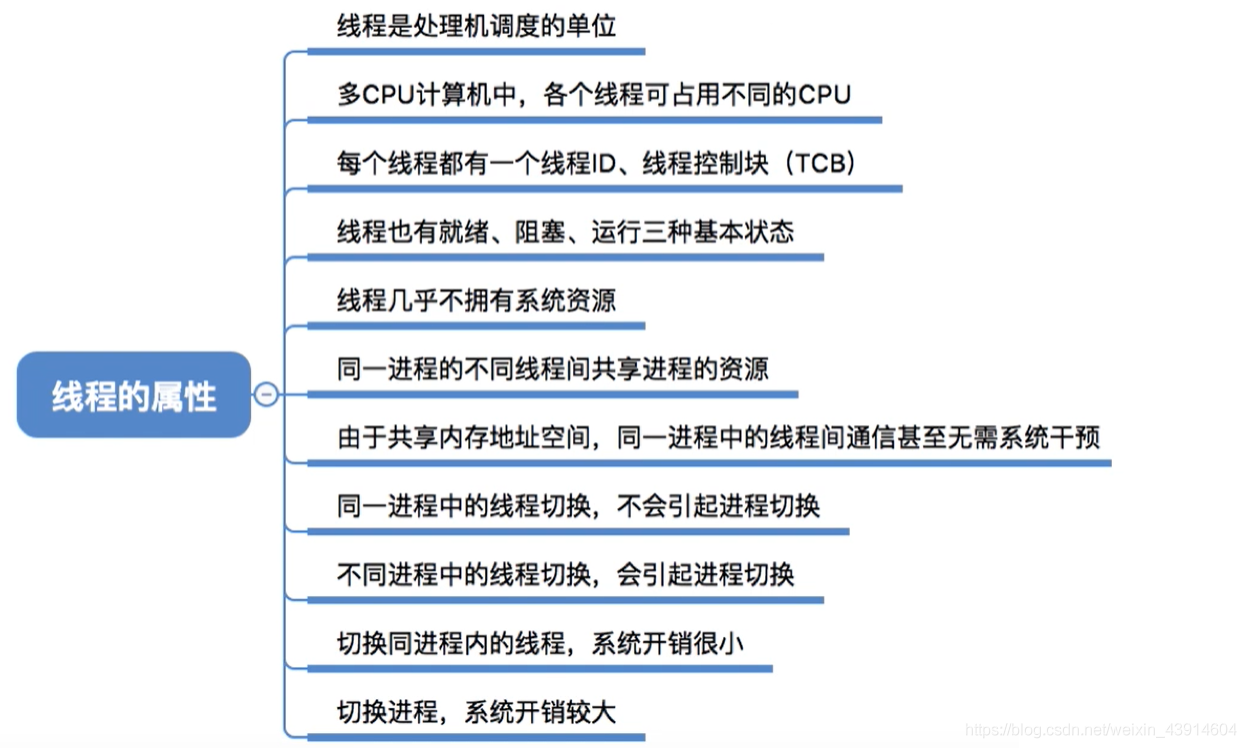 线程是处理机调度的单位
多CPU计算机中，各个线程可占用不同的CPU
每个线程都有一个线程ID、线程控制块（TCB）
线程也有就绪、阻塞、运行三种基本状态
线程几乎不拥有系统资源
同一进程的不同线程间共享进程的资源
线程的属性
由于共享内存地址空间，同一进程中的线程间通信甚至无需系统干预
同一进程中的线程切换，不会引起进程切换
不同进程中的线程切换，会引起进程切换
切换同进程内的线程，系统开销很小
切换进程，系统开销较大
https://blog.csdn.net/weixin_43914604